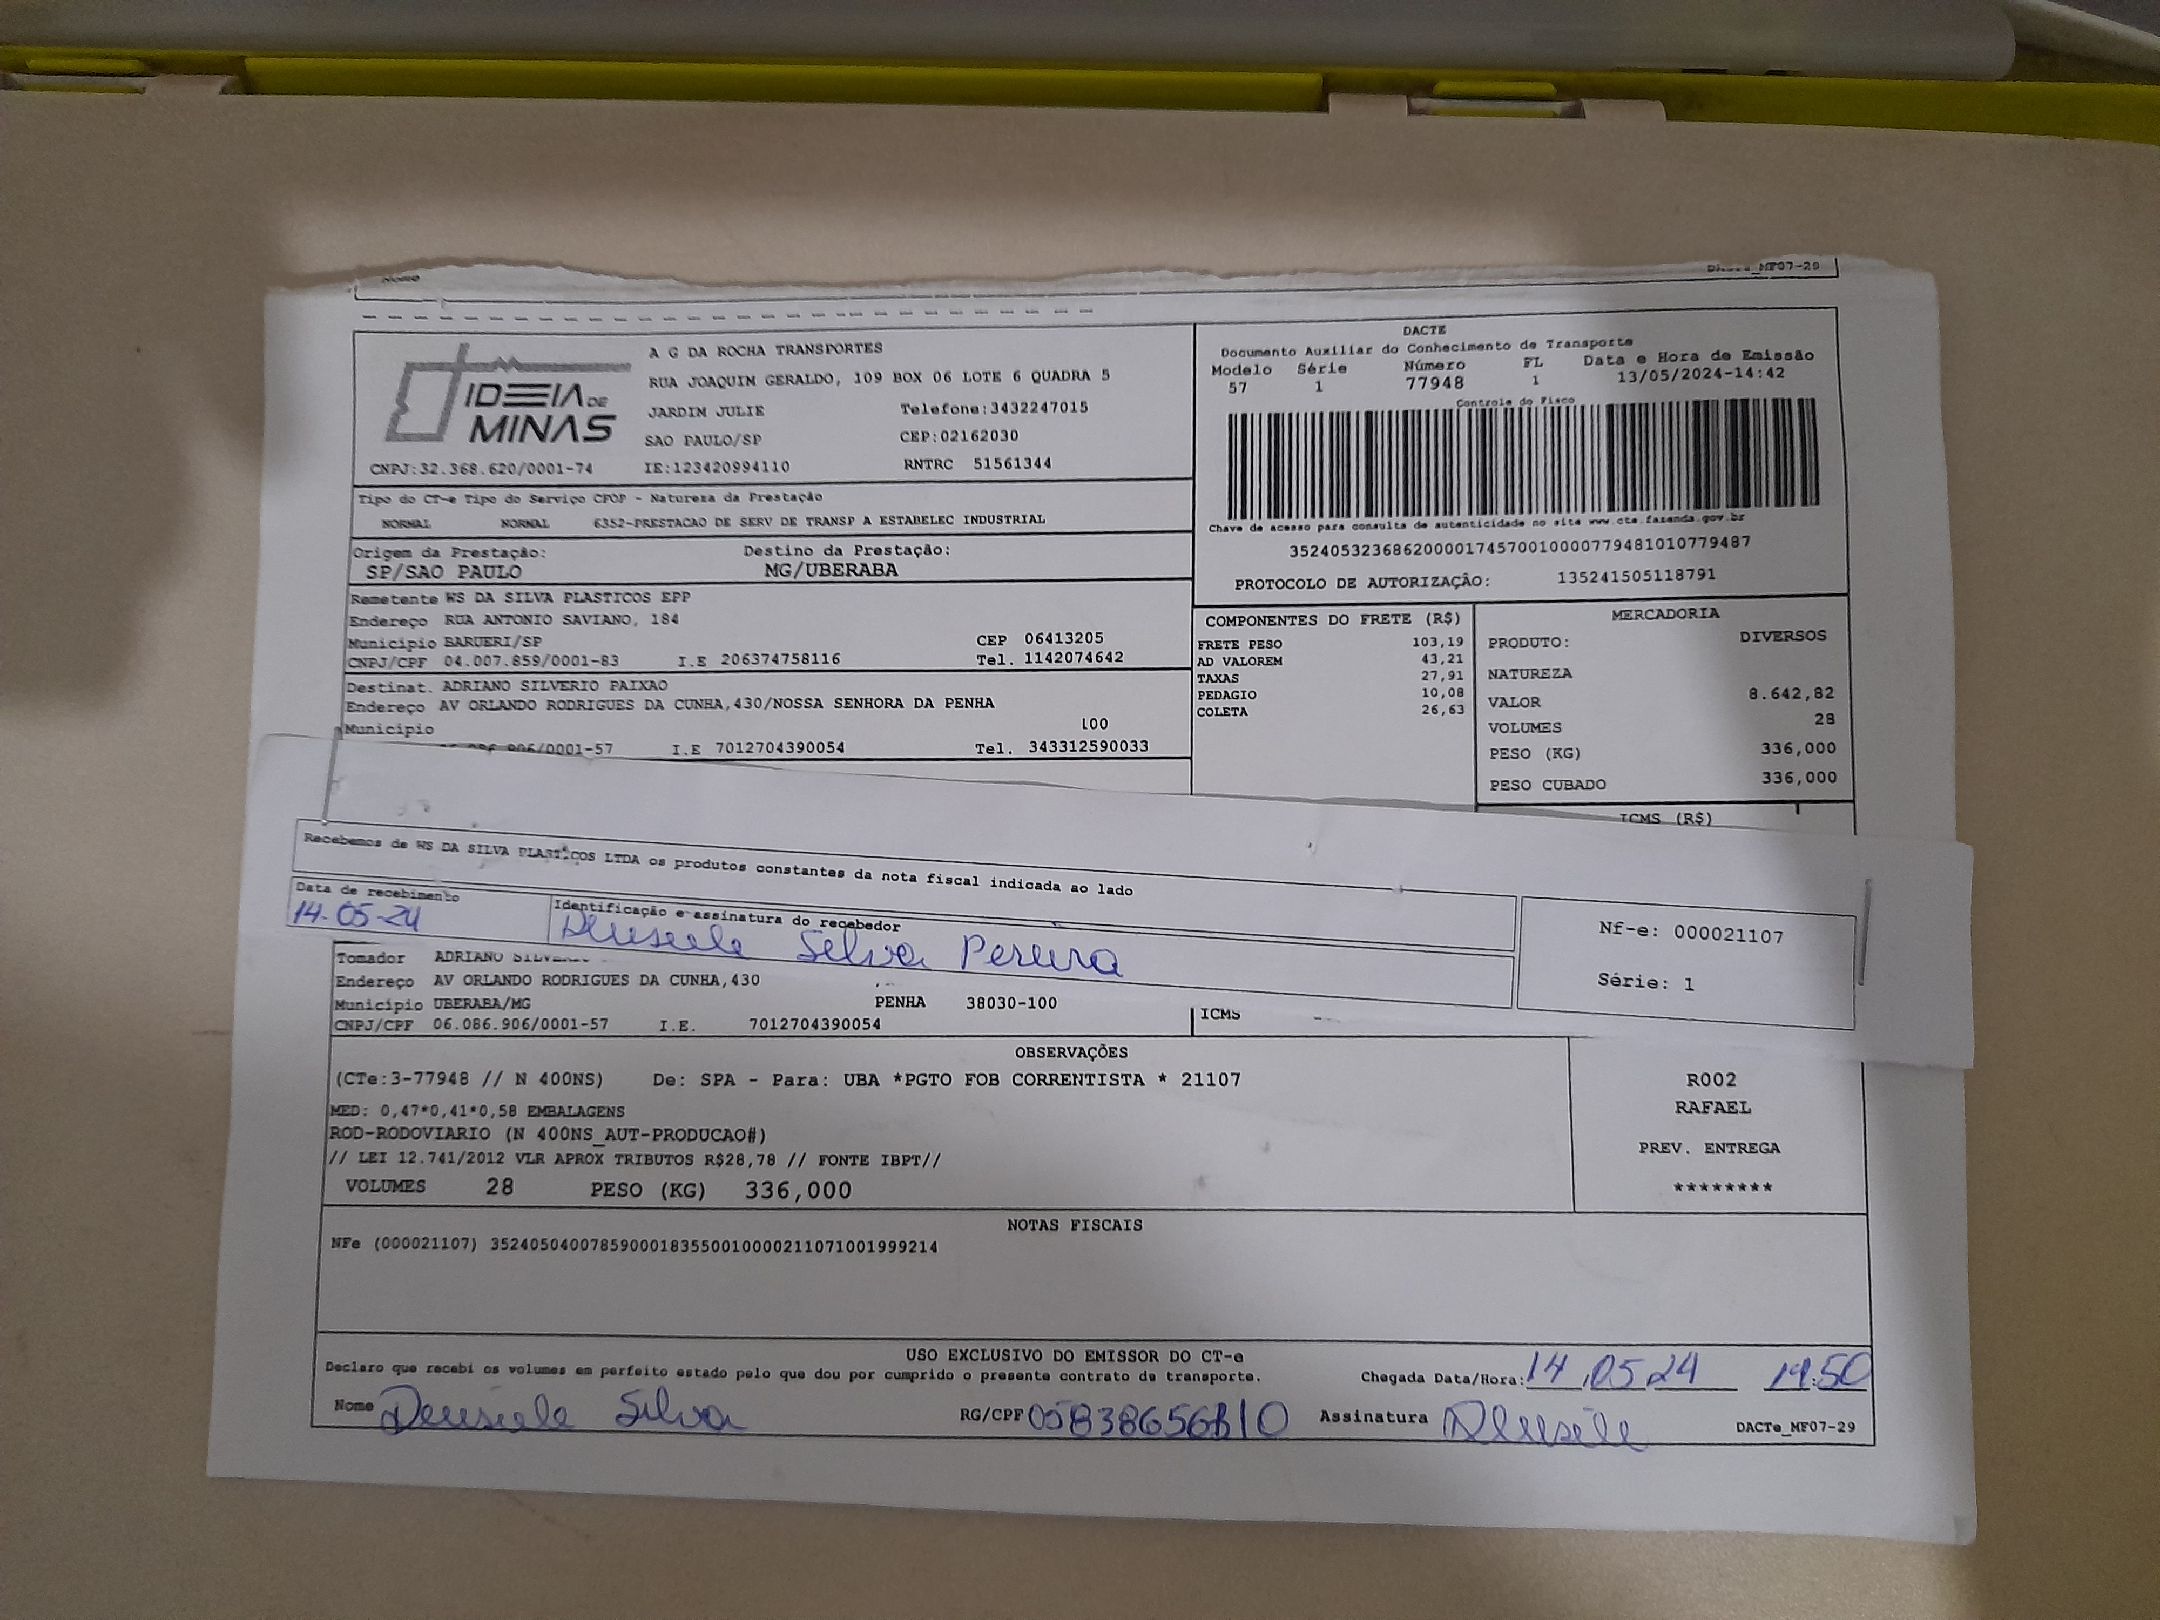 DACTe_MF07-29
IDEIA DE MINAS
CNPJ:32.368.620/0001-74
A G DA ROCHA TRANSPORTES
RUA JOAQUIM GERALDO, 109 BOX 06 LOTE 6 QUADRA 5
JARDIM JULIE Telefone:3432247015
SAO PAULO/SP CEP:02162030
IE:123420994110 RNTRC 51561344
DACTE
Documento Auxiliar do Conhecimento de Transporte
Modelo Série Número FL Data e Hora de Emissão
57 1 77948 1 13/05/2024-14:42
Controle do Fisco
Chave de acesso para consulta de autenticidade no site www.cte.fazenda.gov.br
35240532368620000174570010000779481010779487
PROTOCOLO DE AUTORIZAÇÃO: 135241505118791
Tipo do CT-e Tipo do Serviço CFOP - Natureza da Prestação
NORMAL NORMAL 6352-PRESTACAO DE SERV DE TRANSP A ESTABELEC INDUSTRIAL
Origem da Prestação: Destino da Prestação:
SP/SAO PAULO MG/UBERABA
Remetente WS DA SILVA PLASTICOS EPP
Endereço RUA ANTONIO SAVIANO, 184
Municipio BARUERI/SP CEP 06413205
CNPJ/CPF 04.007.859/0001-83 I.E 206374758116 Tel. 1142074642
Destinat. ADRIANO SILVERIO PAIXAO
Endereço AV ORLANDO RODRIGUES DA CUNHA,430/NOSSA SENHORA DA PENHA
Municipio 100
906/0001-57 I.E 7012704390054 Tel. 343312590033
COMPONENTES DO FRETE (R$)
FRETE PESO 103,19
AD VALOREM 43,21
TAXAS 27,91
PEDAGIO 10,08
COLETA 26,63
MERCADORIA
PRODUTO: DIVERSOS
NATUREZA
VALOR 8.642,82
VOLUMES 28
PESO (KG) 336,000
PESO CUBADO 336,000
ICMS (R$)
Recebemos de WS DA SILVA PLASTICOS LTDA os produtos constantes da nota fiscal indicada ao lado
Data de recebimento Identificação e assinatura do recebedor
14-05-24 Deusiele Silva Pereira
Nf-e: 000021107
Série: 1
Tomador ADRIANO
Endereço AV ORLANDO RODRIGUES DA CUNHA,430
Municipio UBERABA/MG PENHA 38030-100
CNPJ/CPF 06.086.906/0001-57 I.E. 7012704390054
ICMS
OBSERVAÇÕES
(CTe:3-77948 // N 400NS) De: SPA - Para: UBA *PGTO FOB CORRENTISTA * 21107
MED: 0,47*0,41*0,58 EMBALAGENS
ROD-RODOVIARIO (N 400NS_AUT-PRODUCAO#)
// LEI 12.741/2012 VLR APROX TRIBUTOS R$28,78 // FONTE IBPT//
VOLUMES 28 PESO (KG) 336,000
R002
RAFAEL
PREV. ENTREGA
********
NOTAS FISCAIS
NFe (000021107) 35240504007859000183550010000211071001999214
USO EXCLUSIVO DO EMISSOR DO CT-e
Declaro que recebi os volumes em perfeito estado pelo que dou por cumprido o presente contrato de transporte.
Chegada Data/Hora: 14,05,24
Nome Deusiele Silva RG/CPF Assinatura Deusiele DACTe_MF07-29